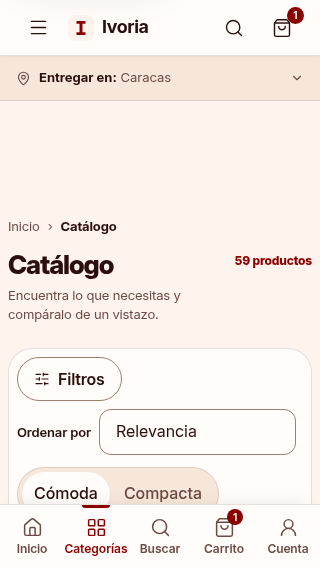 I Ivoria
1
Entregar en: Caracas
Inicio › Catálogo
Catálogo
59 productos
Encuentra lo que necesitas y
compáralo de un vistazo.
Filtros
Ordenar por
Relevancia
Cómoda
Compacta
1
Inicio
Categorías
Buscar
Carrito
Cuenta